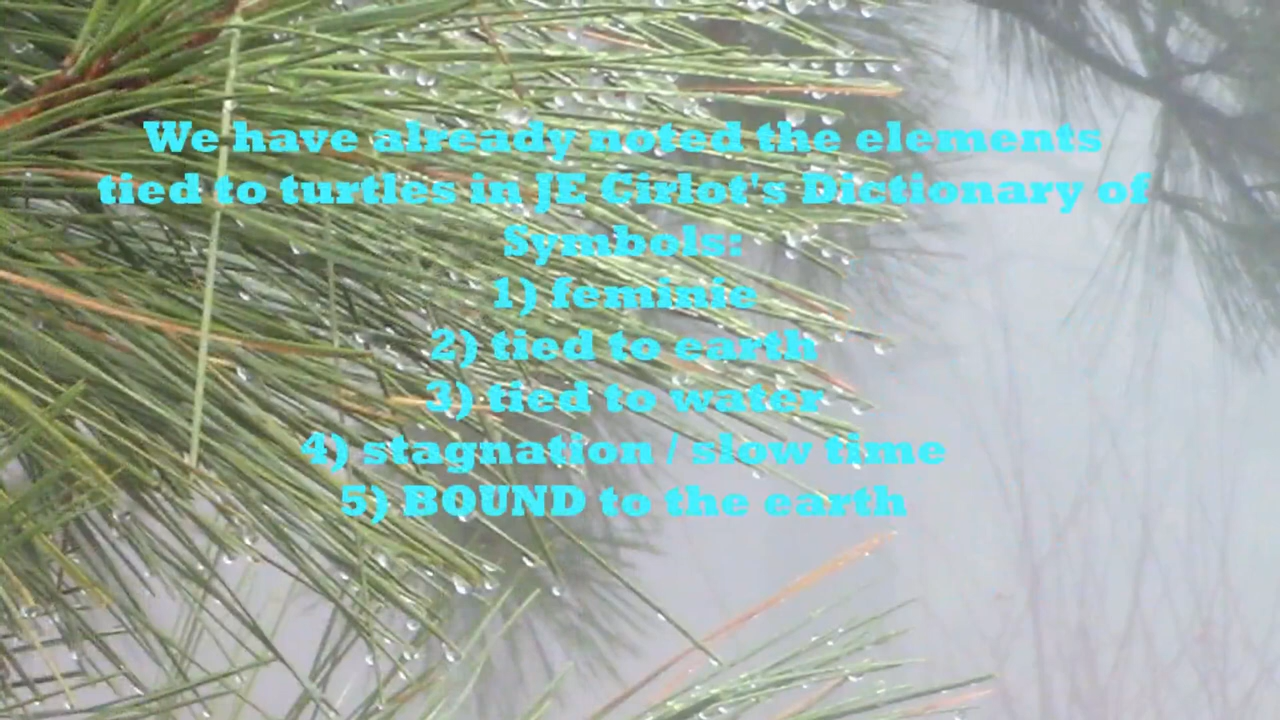 We have already noted the elements
tied to turtles in JE Cirlot's Dictionary of
Symbols:
1) feminie
2) tied to earth
3) tied to water
4) stagnation / slow time
5) BOUND to the earth